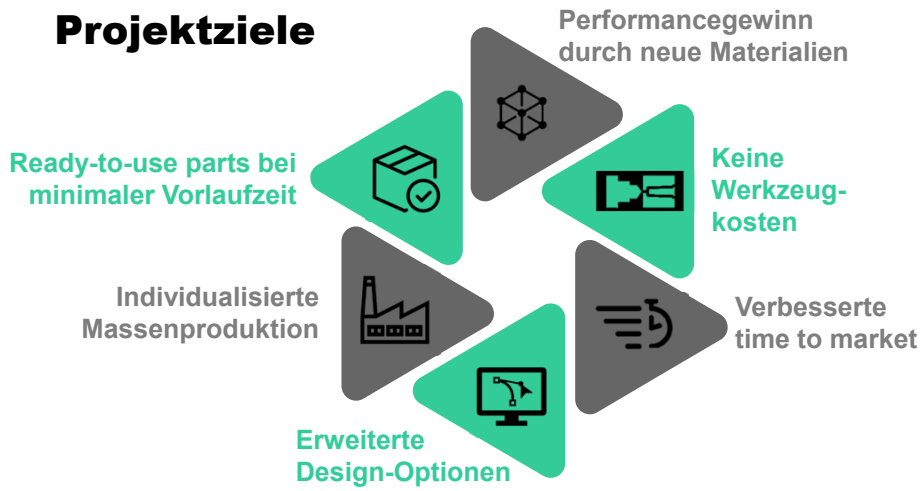 Projektziele
Performancegewinn
durch neue Materialien
Ready-to-use parts bei
minimaler Vorlaufzeit
Keine
Werkzeug-
kosten
Individualisierte
Massenproduktion
Verbesserte
time to market
Erweiterte
Design-Optionen